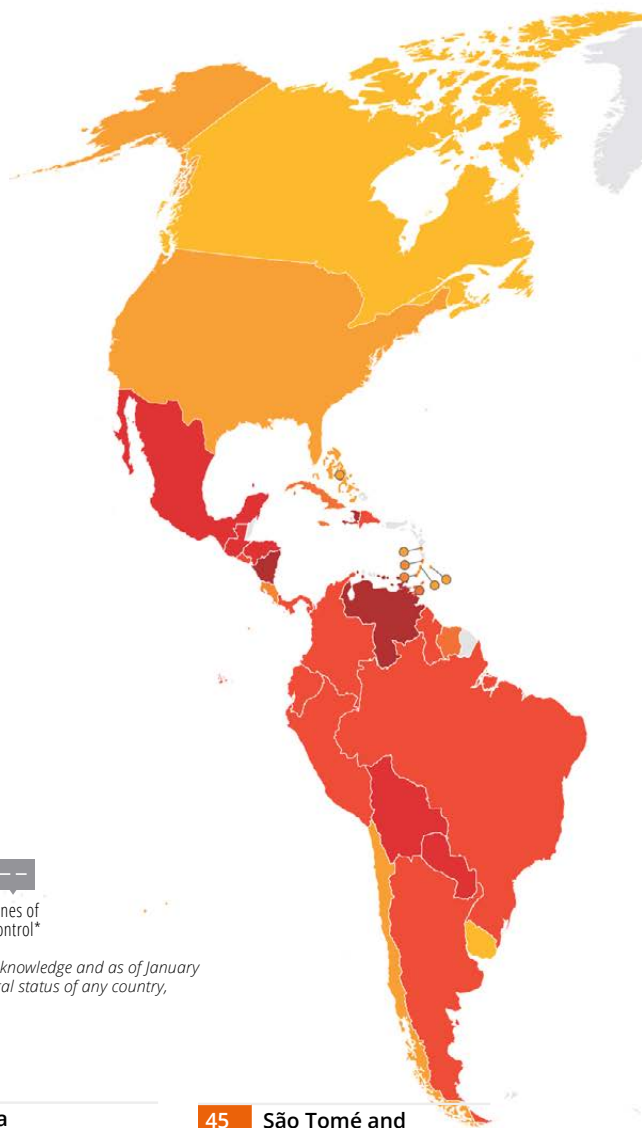 nes of
ontrol*
knowledge and as of January
al status of any country,
a
45 São Tomé and